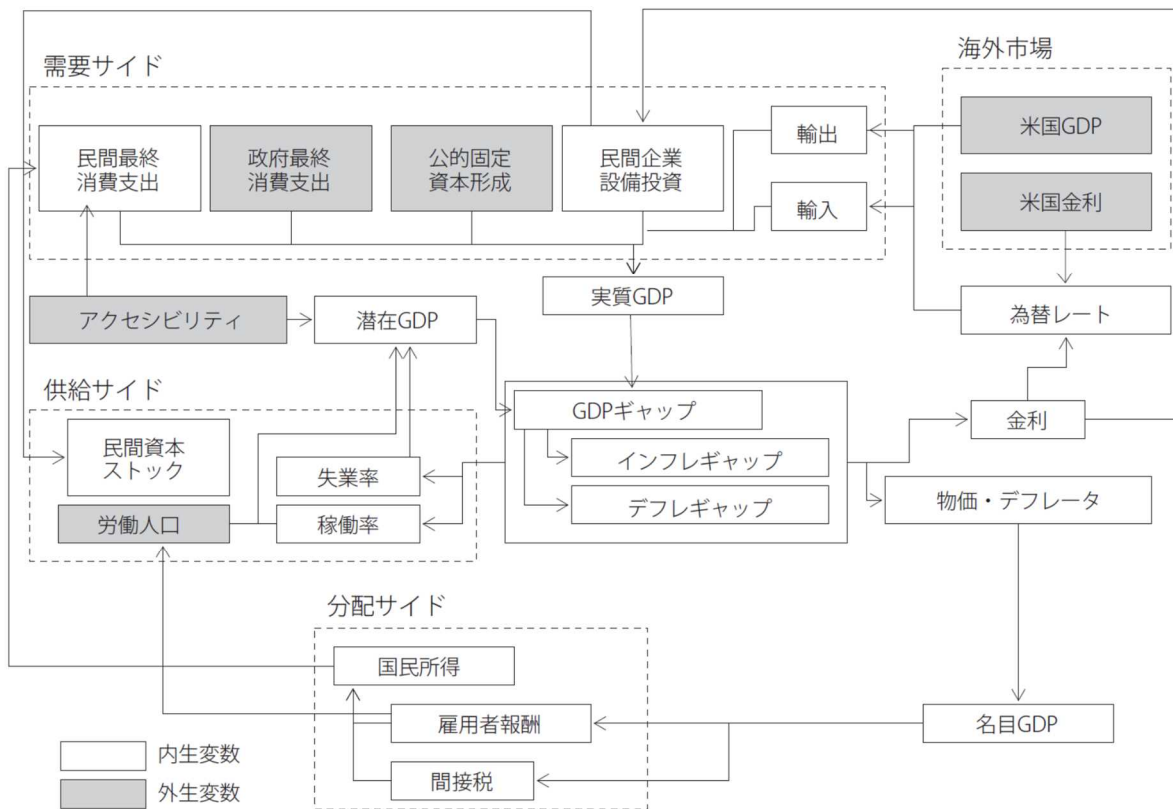 需要サイド
海外市場
民間最終
消費支出
政府最終
消費支出
公的固定
資本形成
民間企業
設備投資
輸出
輸入
米国GDP
米国金利
実質GDP
アクセシビリティ
潜在GDP
為替レート
供給サイド
民間資本
ストック
失業率
労働人口
稼働率
GDPギャップ
インフレギャップ
デフレギャップ
金利
物価・デフレータ
分配サイド
国民所得
雇用者報酬
間接税
名目GDP
内生変数
外生変数